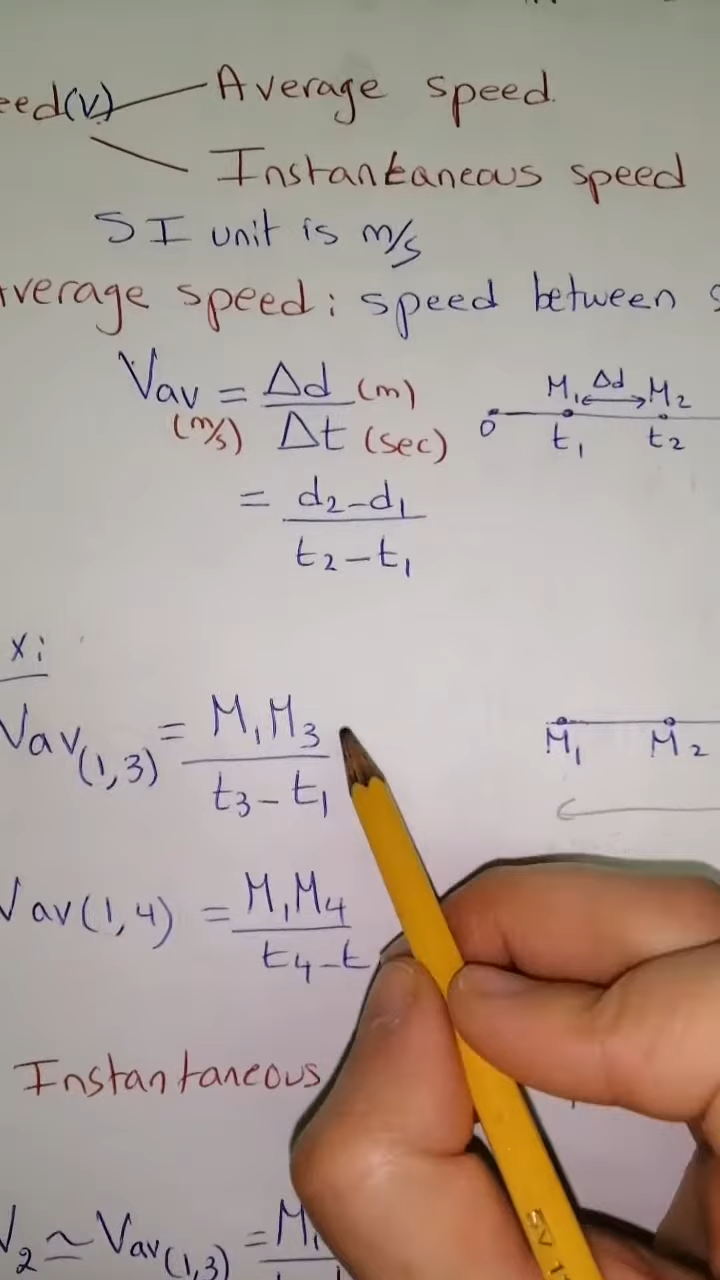 eed(v) Average speed.
Instantaneous speed
SI unit is m/s
verage speed: speed between
Vav = Δd (m)
(m/s) Δt (sec)
M₁ Δd M₂
0 t₁ t₂
= d₂-d₁
t₂-t₁
x:
Vav(1,3) = M₁M₃
t₃-t₁
M₁ M₂
Vav(1,4) = M₁M₄
t₄-t
Instantaneous
V₂ ≃ Vav(1,3) = M₁